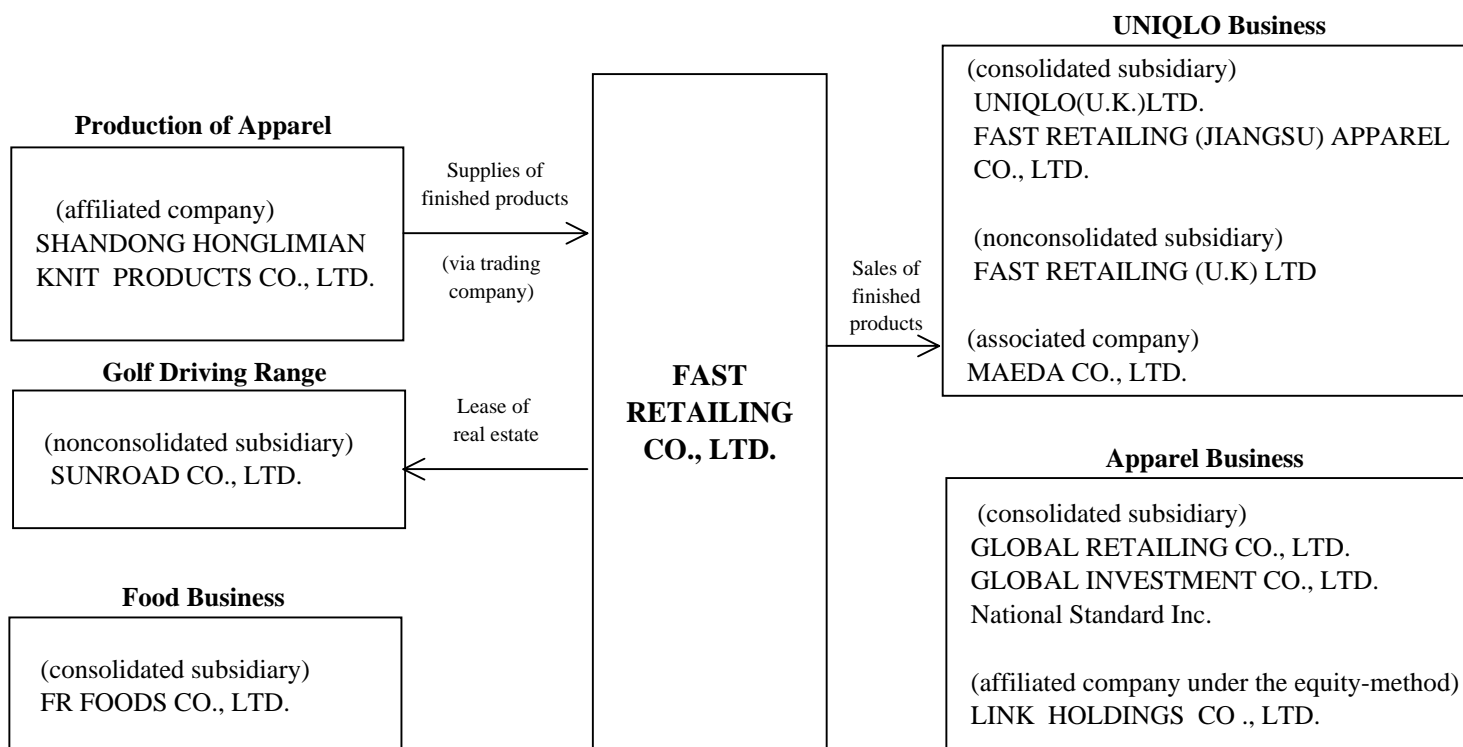 Production of Apparel
(affiliated company)
SHANDONG HONGLIMIAN
KNIT PRODUCTS CO., LTD.
Supplies of
finished products
(via trading
company)
Golf Driving Range
(nonconsolidated subsidiary)
SUNROAD CO., LTD.
Lease of
real estate
Food Business
(consolidated subsidiary)
FR FOODS CO., LTD.
FAST
RETAILING
CO., LTD.
Sales of
finished
products
UNIQLO Business
(consolidated subsidiary)
UNIQLO(U.K.)LTD.
FAST RETAILING (JIANGSU) APPAREL
CO., LTD.
(nonconsolidated subsidiary)
FAST RETAILING (U.K) LTD
(associated company)
MAEDA CO., LTD.
Apparel Business
(consolidated subsidiary)
GLOBAL RETAILING CO., LTD.
GLOBAL INVESTMENT CO., LTD.
National Standard Inc.
(affiliated company under the equity-method)
LINK HOLDINGS CO ., LTD.